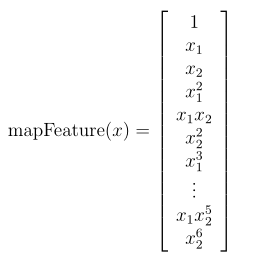 mapFeature(x) =
1
x₁
x₂
x₁²
x₁x₂
x₂²
x₁³
⋮
x₁x₂⁵
x₂⁶